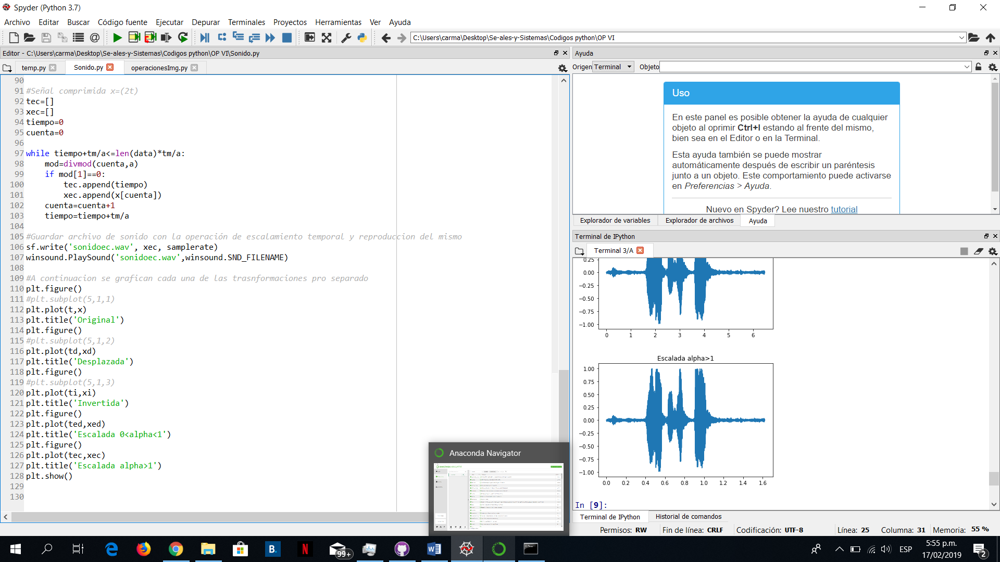 Spyder (Python 3.7)
Archivo Editar Buscar Código fuente Ejecutar Depurar Terminales Proyectos Herramientas Ver Ayuda
C:\Users\carma\Desktop\Se-ales-y-Sistemas\Codigos python\OP VI
Editor - C:\Users\carma\Desktop\Se-ales-y-Sistemas\Codigos python\OP VI\Sonido.py
temp.py Sonido.py operacionesImg.py
90
91 #Señal comprimida x=(2t)
92 tec=[]
93 xec=[]
94 tiempo=0
95 cuenta=0
96
97 while tiempo+tm/a<=len(data)*tm/a:
98     mod=divmod(cuenta,a)
99     if mod[1]==0:
100         tec.append(tiempo)
101         xec.append(x[cuenta])
102     cuenta=cuenta+1
103     tiempo=tiempo+tm/a
104
105 #Guardar archivo de sonido con la operación de escalamiento temporal y reproduccion del mismo
106 sf.write('sonidoec.wav', xec, samplerate)
107 winsound.PlaySound('sonidoec.wav',winsound.SND_FILENAME)
108
109 #A continuacion se grafican cada una de las trasnformaciones pro separado
110 plt.figure()
111 #plt.subplot(5,1,1)
112 plt.plot(t,x)
113 plt.title('Original')
114 plt.figure()
115 #plt.subplot(5,1,2)
116 plt.plot(td,xd)
117 plt.title('Desplazada')
118 plt.figure()
119 #plt.subplot(5,1,3)
120 plt.plot(ti,xi)
121 plt.title('Invertida')
122 plt.figure()
123 plt.plot(ted,xed)
124 plt.title('Escalada 0<alpha<1')
125 plt.figure()
126 plt.plot(tec,xec)
127 plt.title('Escalada alpha>1')
128 plt.show()
129
130
Ayuda
Origen Terminal Objeto
Uso
En este panel es posible obtener la ayuda de cualquier
objeto al oprimir Ctrl+I estando al frente del mismo,
bien sea en el Editor o en la Terminal.
Esta ayuda también se puede mostrar
automáticamente después de escribir un paréntesis
junto a un objeto. Este comportamiento puede activarse
en Preferencias > Ayuda.
Nuevo en Spyder? Lee nuestro tutorial
Explorador de variables Explorador de archivos Ayuda
Terminal de IPython
Terminal 3/A
0.25
0.00
−0.25
−0.50
−0.75
−1.00
0 1 2 3 4 5 6
Escalada alpha>1
1.00
0.75
0.50
0.25
0.00
−0.25
−0.50
−0.75
−1.00
0.0 0.2 0.4 0.6 0.8 1.0 1.2 1.4 1.6
In [9]:
Terminal de IPython Historial de comandos
Anaconda Navigator
Permisos: RW Fin de línea: CRLF Codificación: UTF-8 Línea: 25 Columna: 31 Memoria: 55 %
B. N 99+ ESP
5:55 p.m.
17/02/2019
2